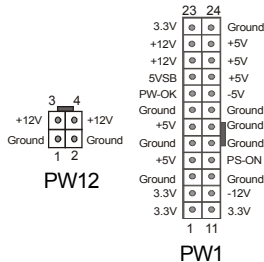 23 24
3.3V Ground
+12V +5V
+12V +5V
5VSB +5V
PW-OK -5V
Ground Ground
+5V Ground
Ground Ground
+5V PS-ON
Ground Ground
3.3V -12V
3.3V 3.3V
1 11
PW1
3 4
+12V +12V
Ground Ground
1 2
PW12